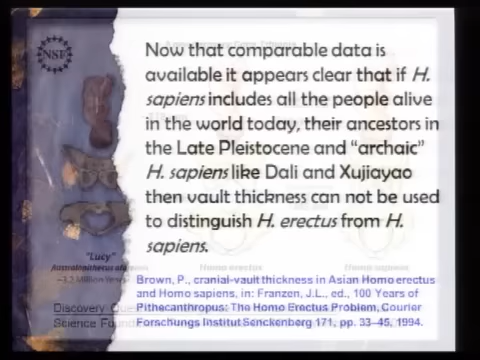 NSF
Now that comparable data is
available it appears clear that if H.
sapiens includes all the people alive
in the world today, their ancestors in
the Late Pleistocene and “archaic”
H. sapiens like Dali and Xujiayao
then vault thickness can not be used
to distinguish H. erectus from H.
sapiens.
"Lucy"
Homo erectus
Homo sapiens
Brown, P., cranial-vault thickness in Asian Homo erectus
and Homo sapiens, in: Franzen, J.L., ed., 100 Years of
Pithecanthropus: The Homo Erectus Problem, Courier
Forschungs Institut Senckenberg 171, pp. 33–45, 1994.
Discovery
Science